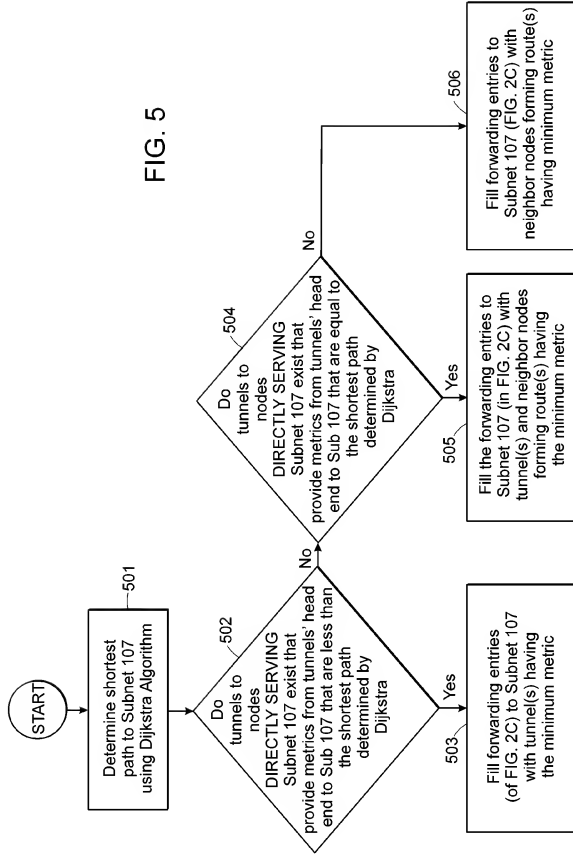 FIG. 5
START
501
Determine shortest
path to Subnet 107
using Dijkstra Algorithm
502
Do
tunnels to
nodes
DIRECTLY SERVING
Subnet 107 exist that
provide metrics from tunnels' head
end to Sub 107 that are less than
the shortest path
determined by
Dijkstra
No
Yes
503
Fill forwarding entries
(of FIG. 2C) to Subnet 107
with tunnel(s) having
the minimum metric
504
Do
tunnels to
nodes
DIRECTLY SERVING
Subnet 107 exist that
provide metrics from tunnels' head
end to Sub 107 that are equal to
the shortest path
determined by
Dijkstra
No
Yes
505
Fill the forwarding entries to
Subnet 107 (in FIG. 2C) with
tunnel(s) and neighbor nodes
forming route(s) having
the minimum metric
506
Fill forwarding entries to
Subnet 107 (FIG. 2C) with
neighbor nodes forming route(s)
having minimum metric